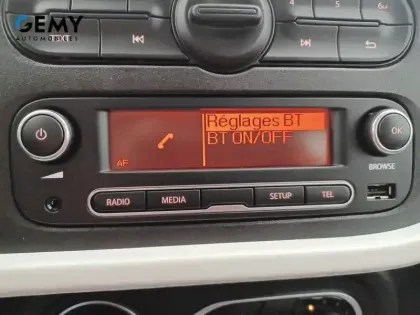 GEMY
AUTOMOBILES
Réglages BT
BT ON/OFF
AF
OK
BROWSE
RADIO
MEDIA
SETUP
TEL